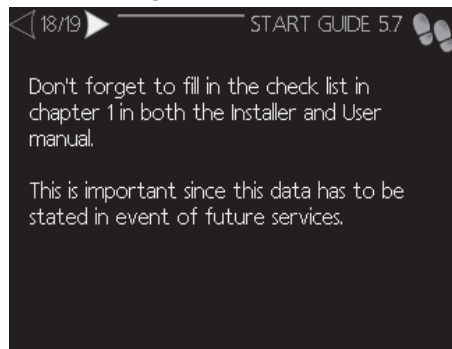 18/19
START GUIDE 5.7
Don't forget to fill in the check list in
chapter 1 in both the Installer and User
manual.
This is important since this data has to be
stated in event of future services.